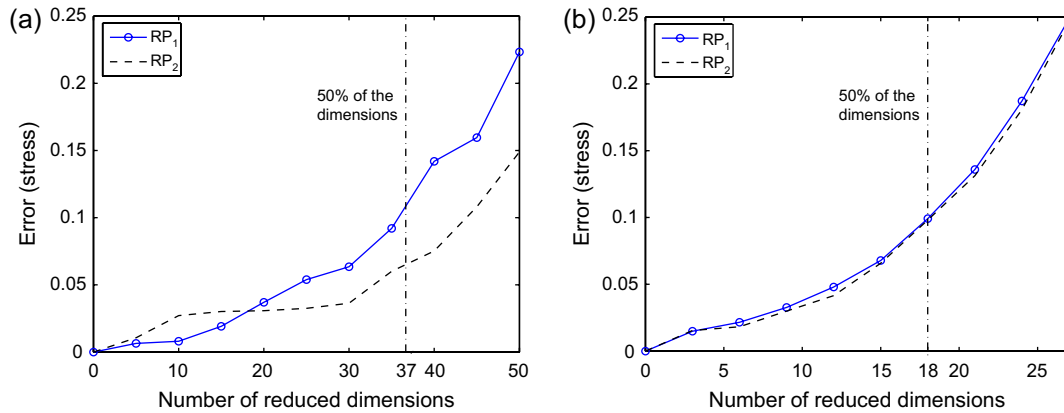 (a)
0.25
0.2
0.15
0.1
0.05
0
Error (stress)
RP1
RP2
50% of the
dimensions
0 10 20 30 37 40 50
Number of reduced dimensions
(b)
0.25
0.2
0.15
0.1
0.05
0
Error (stress)
RP1
RP2
50% of the
dimensions
0 5 10 15 18 20 25
Number of reduced dimensions